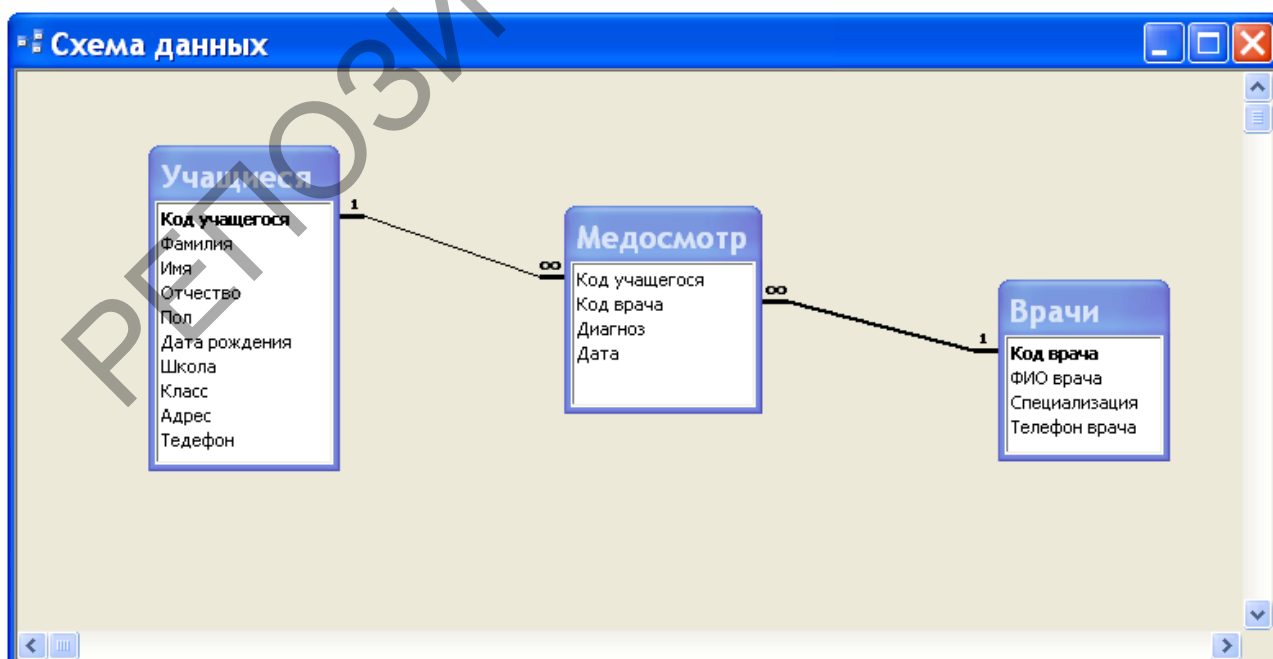 Схема данных
РЕПОЗИ
Учащиеся
Код учащегося
Фамилия
Имя
Отчество
Пол
Дата рождения
Школа
Класс
Адрес
Тедефон
1
∞
Медосмотр
Код учащегося
Код врача
Диагноз
Дата
∞
1
Врачи
Код врача
ФИО врача
Специализация
Телефон врача